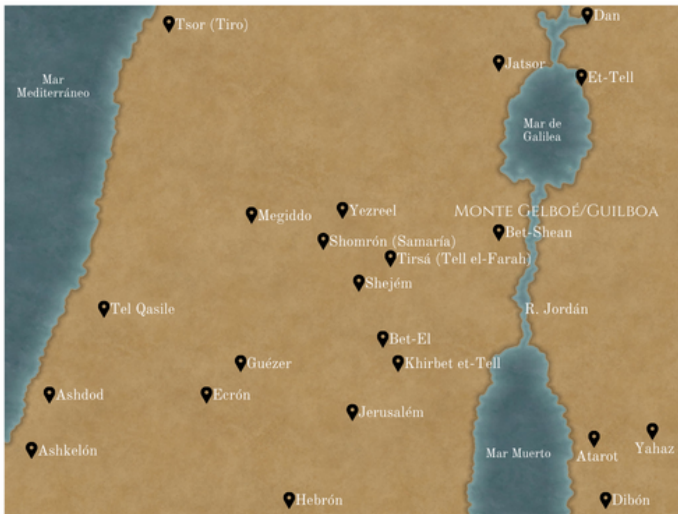 Dan
Tsor (Tiro)
Jatsor
Et-Tell
Mar
Mediterráneo
Mar de
Galilea
Megiddo
Yezreel
MONTE GELBOÉ/GUILBOA
Bet-Shean
Shomrón (Samaría)
Tirsá (Tell el-Farah)
Shejém
Tel Qasile
R. Jordán
Bet-El
Guézer
Khirbet et-Tell
Ashdod
Ecrón
Jerusalém
Ashkelón
Mar Muerto
Atarot
Yahaz
Hebrón
Dibón